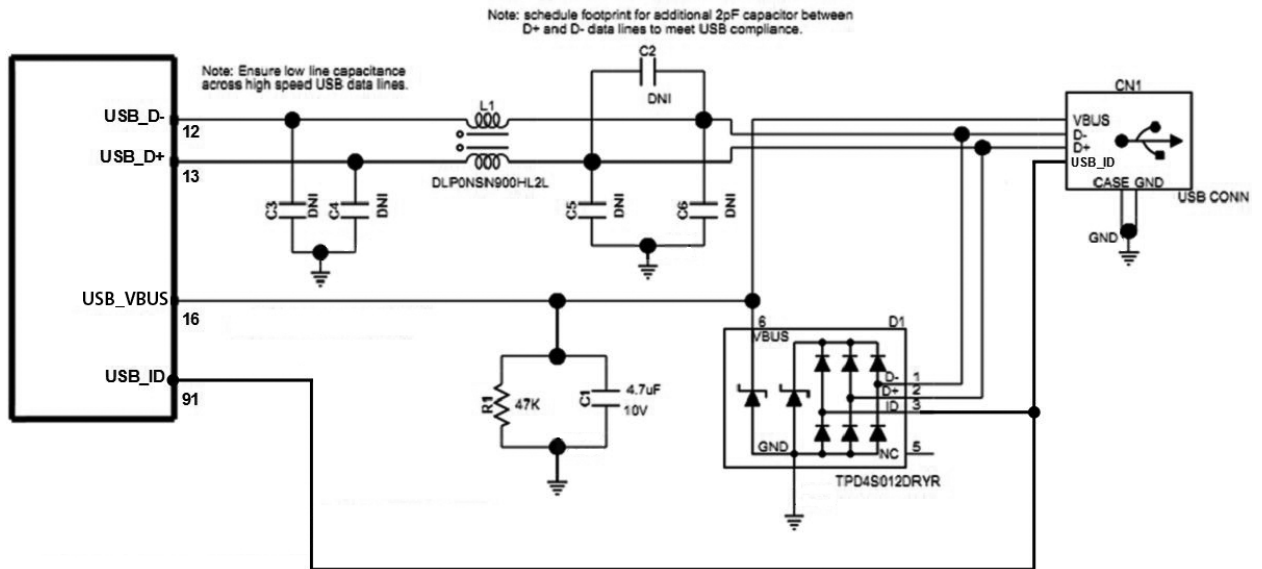 Note: schedule footprint for additional 2pF capacitor between
D+ and D- data lines to meet USB compliance.
C2
DNI
Note: Ensure low line capacitance
across high speed USB data lines.
L1
DLIP0NSN900HL2L
CN1
VBUS
D-
D+
USB_ID
CASE GND
USB CONN
GND
USB_D-
12
USB_D+
13
C3
DNI
C4
DNI
C5
DNI
C6
DNI
USB_VBUS
16
USB_ID
91
R1
47K
C1
4.7uF
10V
6
D1
VBUS
D-
1
D+
2
ID
3
GND
NC
5
TPD4S012DRYR